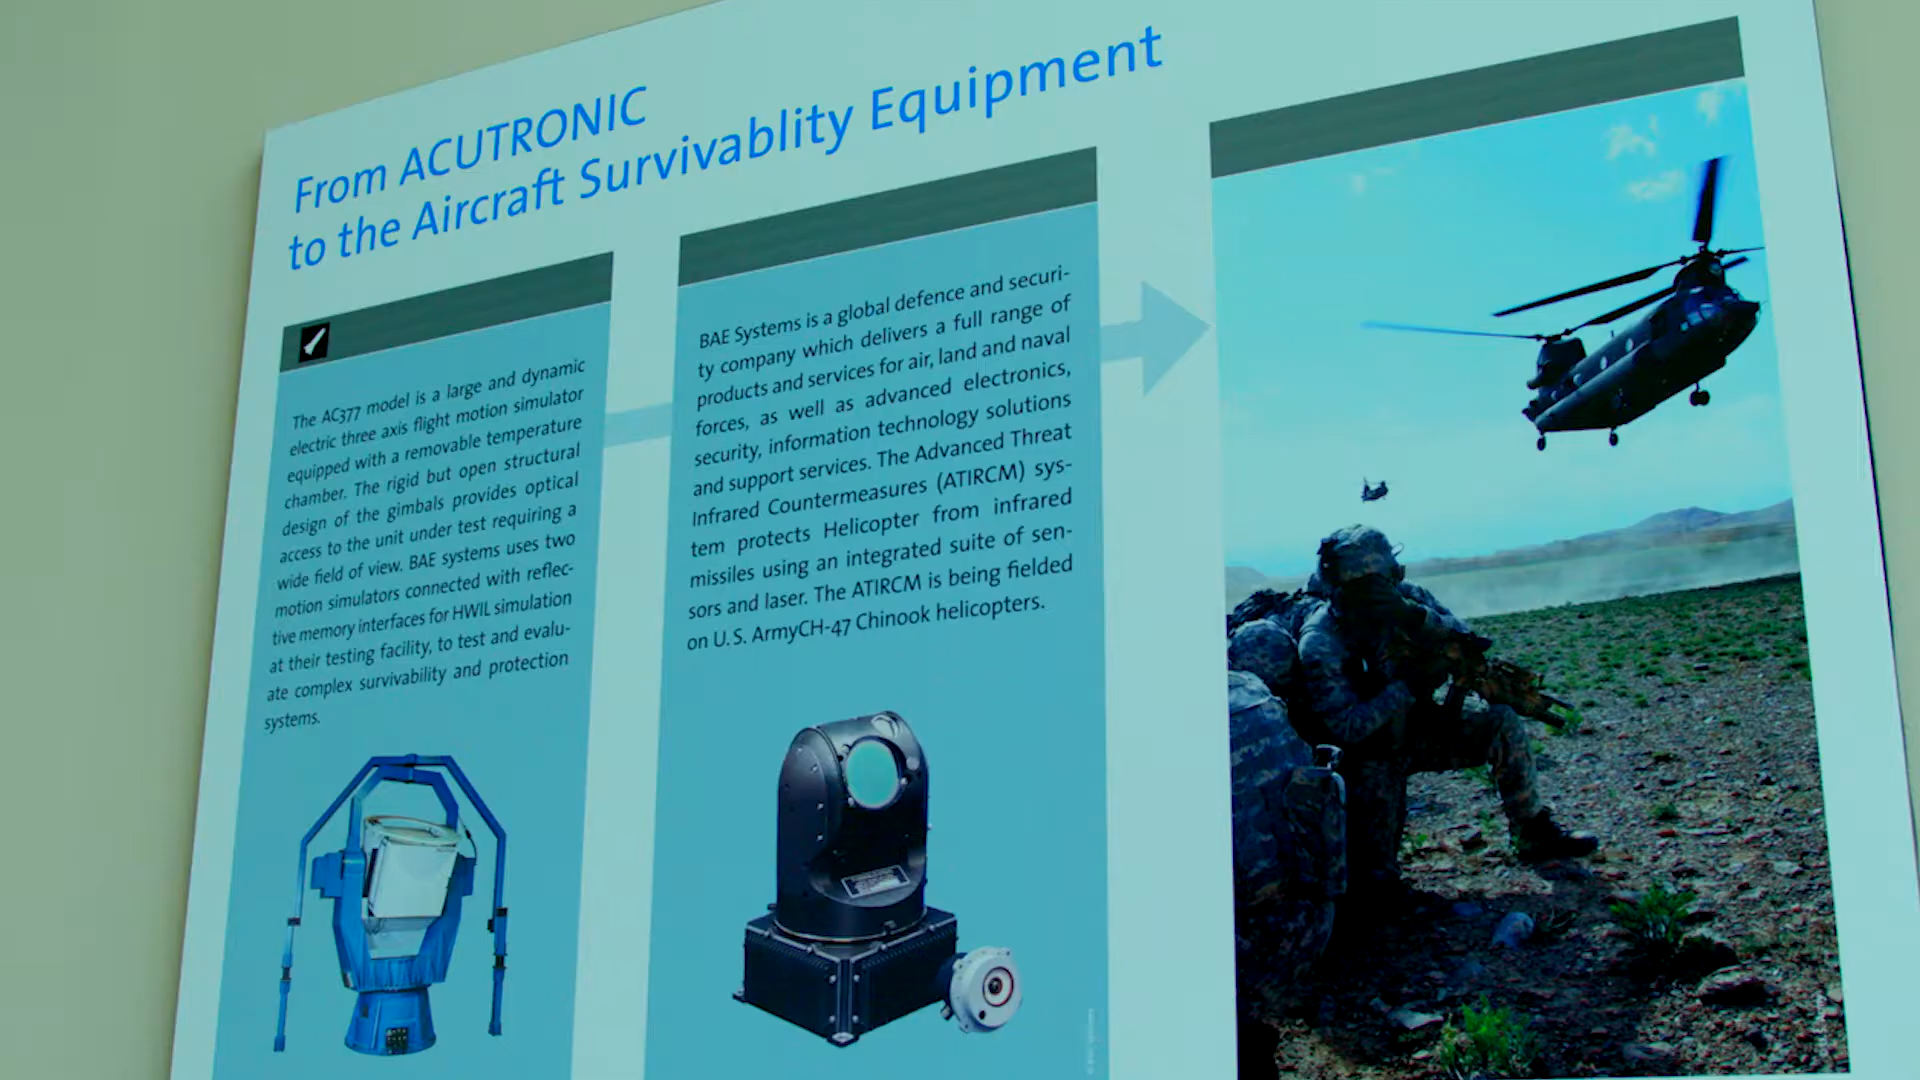 From ACUTRONIC
to the Aircraft Survivablity Equipment
The AC377 model is a large and dynamic
electric three axis flight motion simulator
equipped with a removable temperature
chamber. The rigid but open structural
design of the gimbals provides optical
access to the unit under test requiring a
wide field of view. BAE systems uses two
motion simulators connected with reflec-
tive memory interfaces for HWIL simulation
at their testing facility, to test and evalu-
ate complex survivability and protection
systems.
BAE Systems is a global defence and securi-
ty company which delivers a full range of
products and services for air, land and naval
forces, as well as advanced electronics,
security, information technology solutions
and support services. The Advanced Threat
Infrared Countermeasures (ATIRCM) sys-
tem protects Helicopter from infrared
missiles using an integrated suite of sen-
sors and laser. The ATIRCM is being fielded
on U.S. ArmyCH-47 Chinook helicopters.